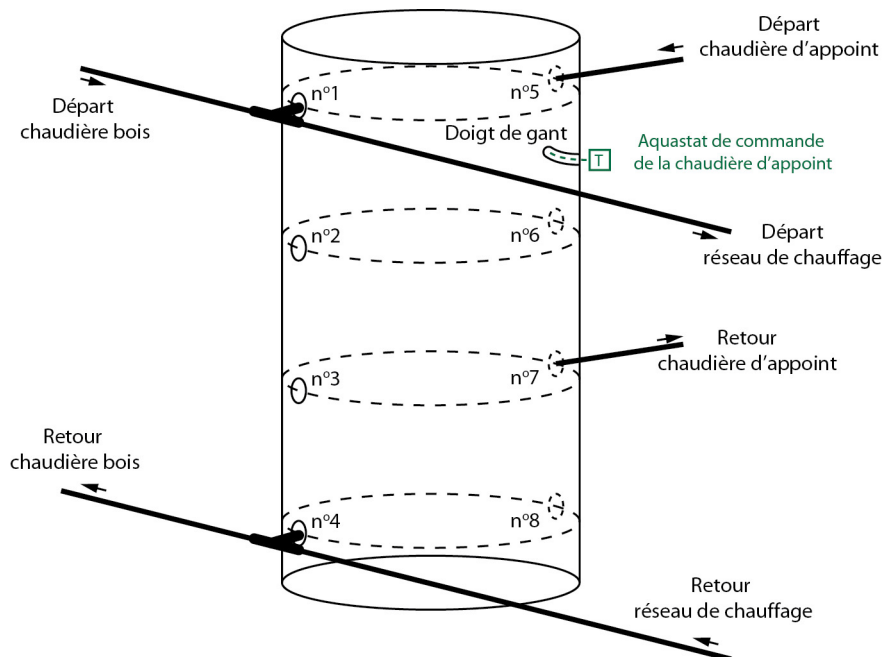 Départ
chaudière d'appoint
Départ
chaudière bois
n°1
n°5
Doigt de gant
T
Aquastat de commande
de la chaudière d'appoint
n°2
n°6
Départ
réseau de chauffage
n°3
n°7
Retour
chaudière d'appoint
Retour
chaudière bois
n°4
n°8
Retour
réseau de chauffage